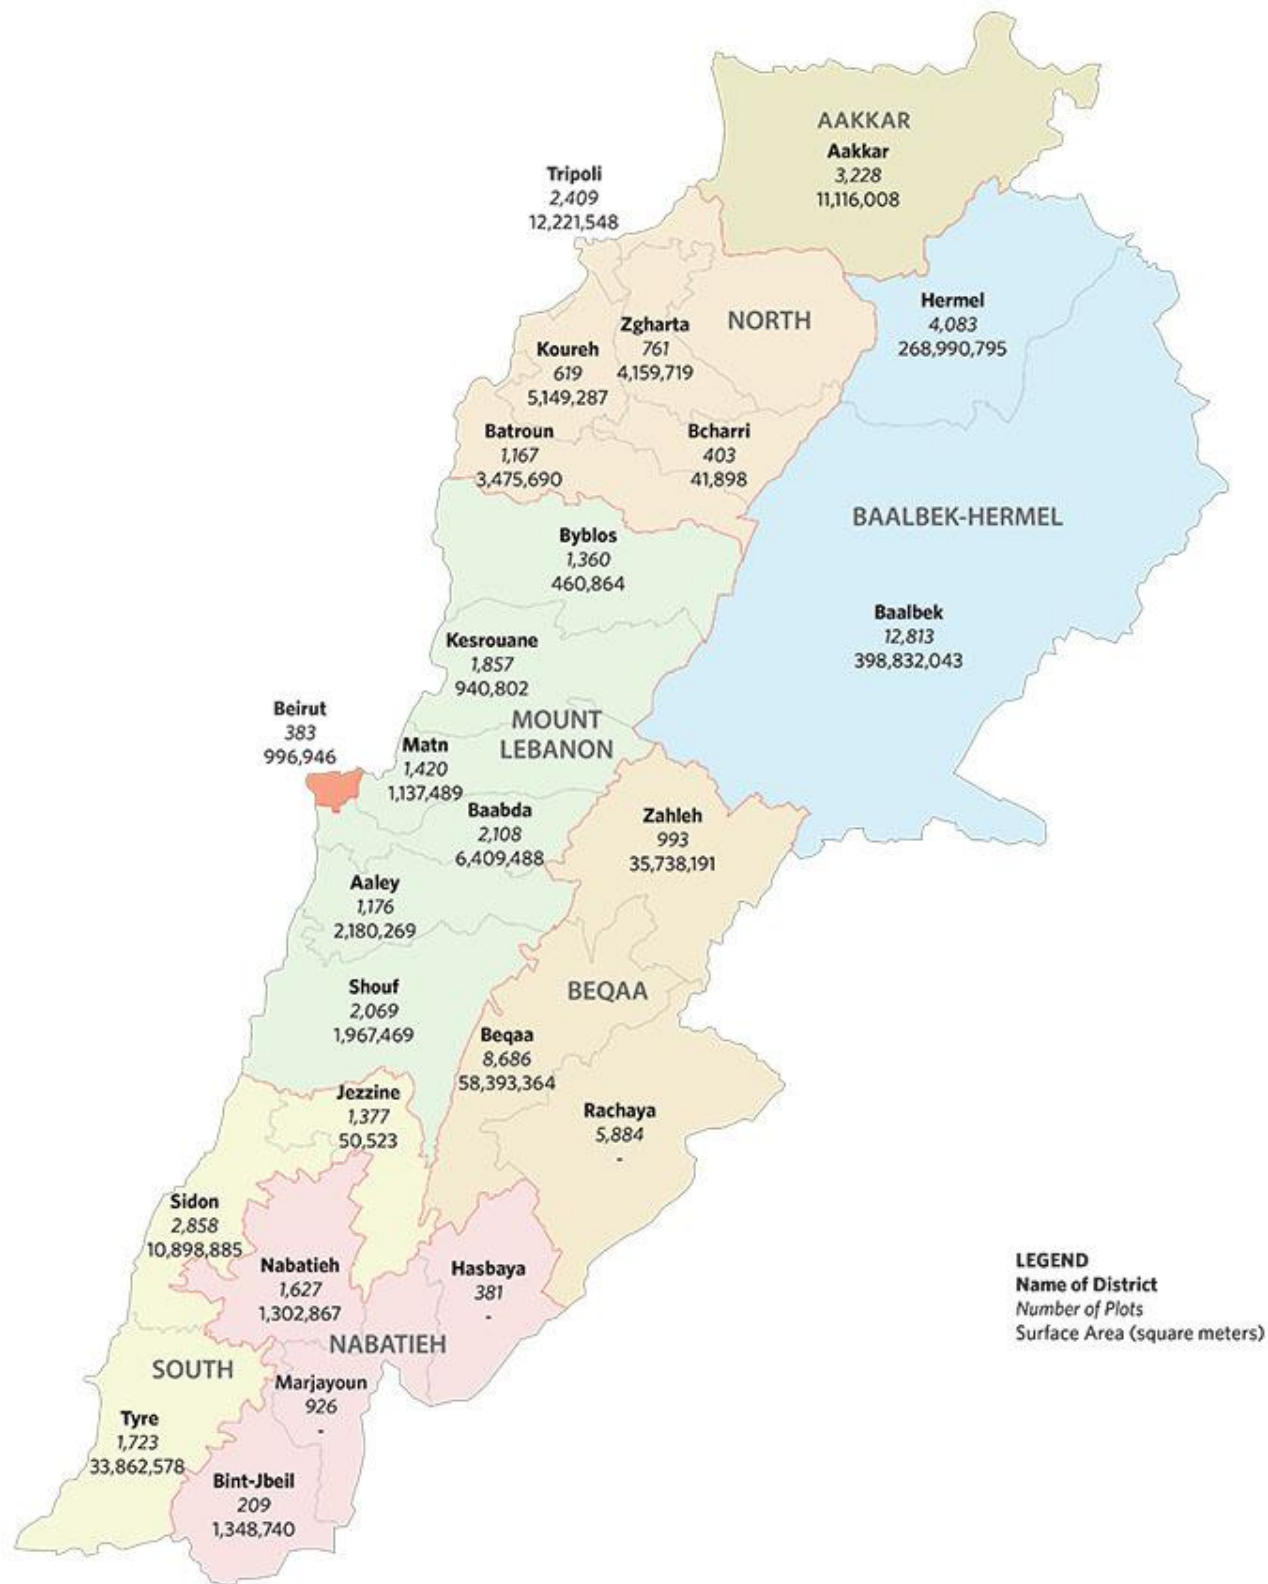 AAKKAR
Aakkar
3,228
11,116,008
Tripoli
2,409
12,221,548
Hermel
4,083
268,990,795
NORTH
Zgharta
761
4,159,719
Koureh
619
5,149,287
Batroun
1,167
3,475,690
Bcharri
403
41,898
BAALBEK-HERMEL
Byblos
1,360
460,864
Baalbek
12,813
398,832,043
Kesrouane
1,857
940,802
MOUNT
LEBANON
Beirut
383
996,946
Matn
1,420
1,137,489
Baabda
2,108
6,409,488
Zahleh
993
35,738,191
Aaley
1,176
2,180,269
Shouf
2,069
1,967,469
BEQAA
Beqaa
8,686
58,393,364
Jezzine
1,377
50,523
Rachaya
5,884
-
Sidon
2,858
10,898,885
Nabatieh
1,627
1,302,867
Hasbaya
381
-
NABATIEH
SOUTH
Marjayoun
926
-
Tyre
1,723
33,862,578
Bint-Jbeil
209
1,348,740
LEGEND
Name of District
Number of Plots
Surface Area (square meters)